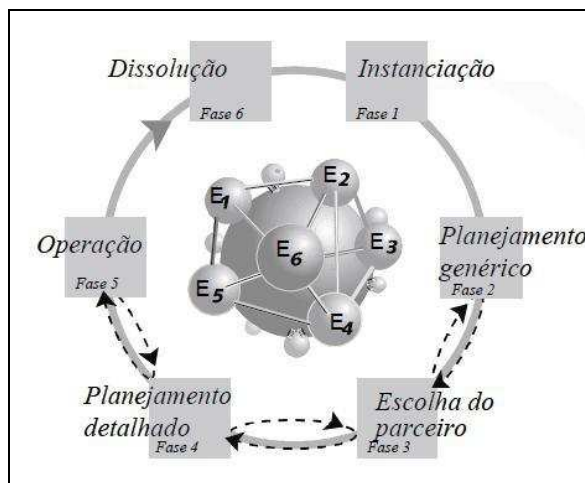 Dissolução
Fase 6
Instanciação
Fase 1
E1
E2
E3
E4
E5
E6
Operação
Fase 5
Planejamento
genérico
Fase 2
Planejamento
detalhado
Fase 4
Escolha do
parceiro
Fase 3